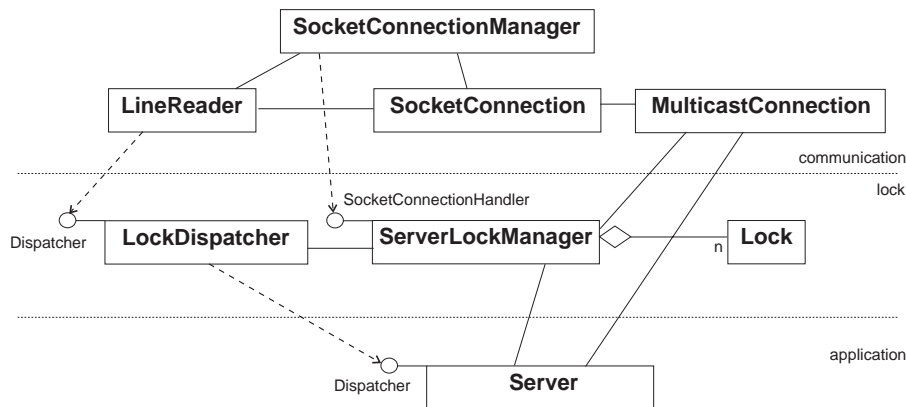 SocketConnectionManager
LineReader
SocketConnection
MulticastConnection
communication
lock
SocketConnectionHandler
Dispatcher
LockDispatcher
ServerLockManager
n
Lock
application
Dispatcher
Server